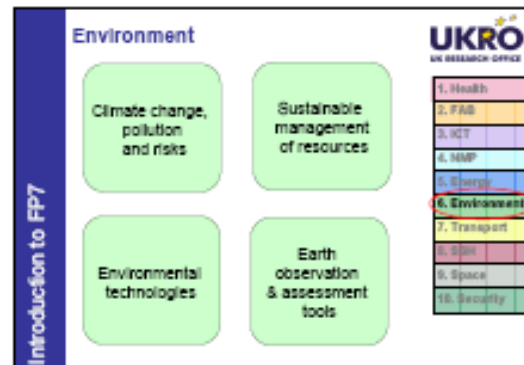 Environment
UKRO
UK RESEARCH OFFICE
Climate change,
pollution
and risks
Sustainable
management
of resources
Environmental
technologies
Earth
observation
& assessment
tools
1. Health
2. FAB
3. ICT
4. NMP
5. Energy
6. Environment
7. Transport
8. SSH
9. Space
10. Security
Introduction to FP7